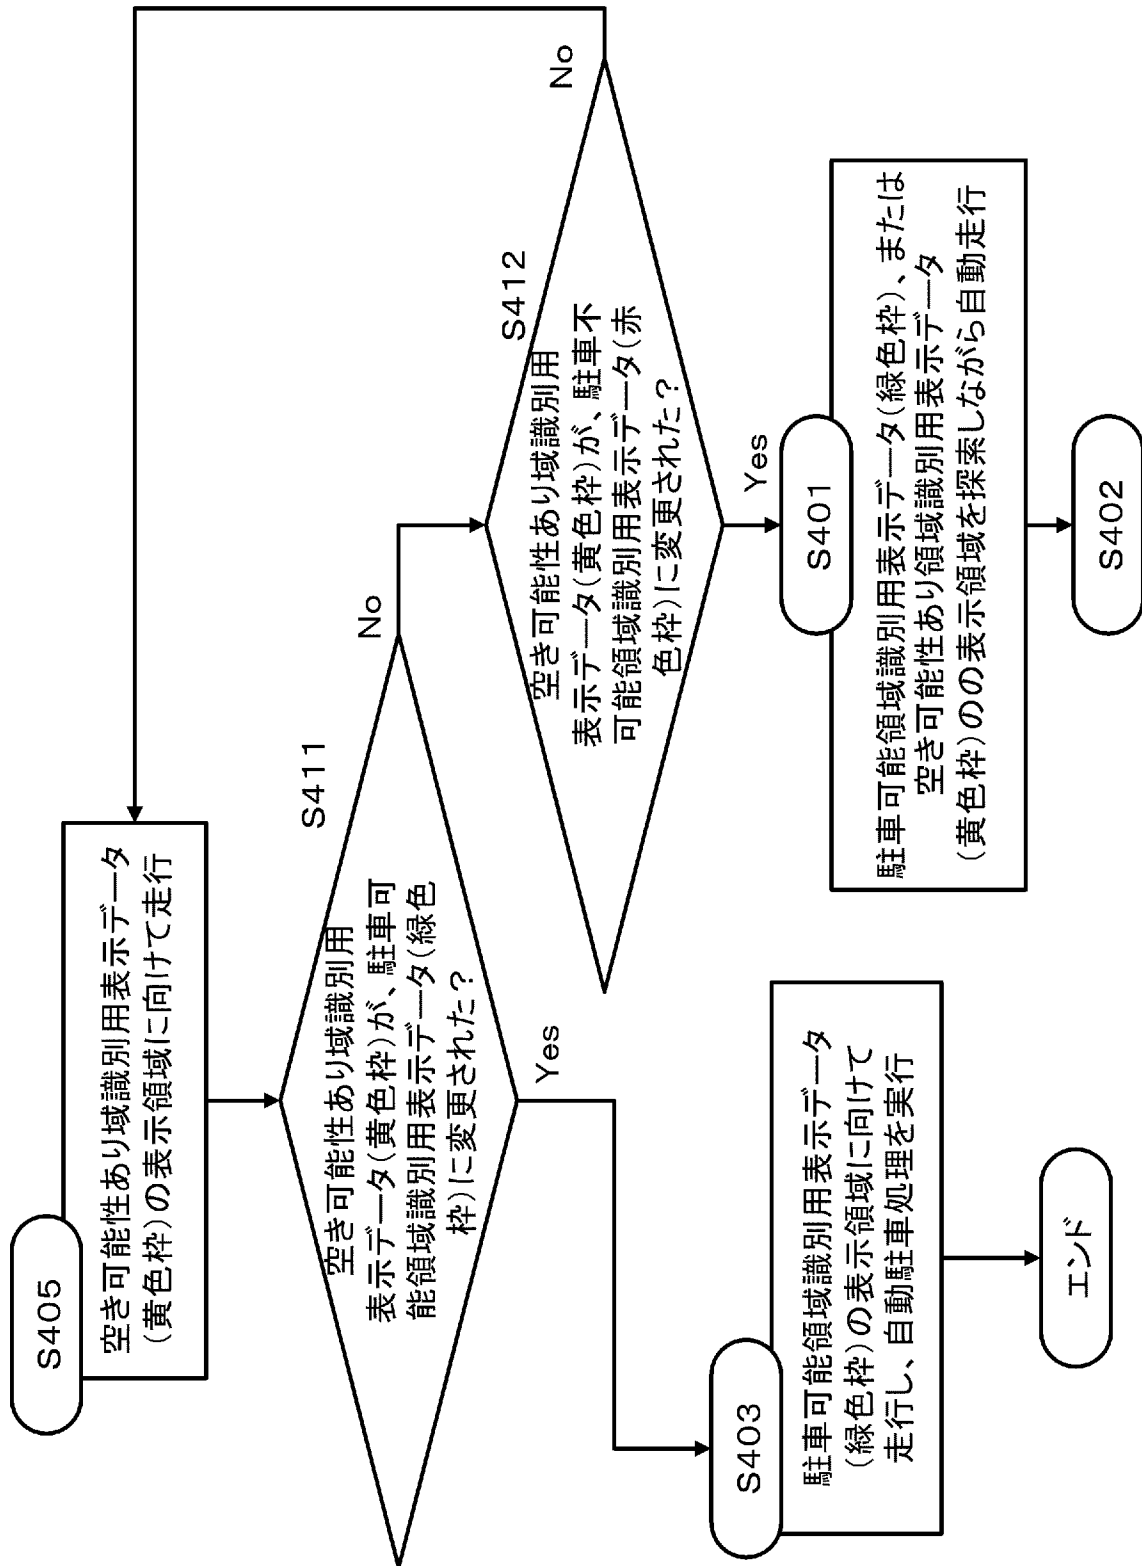 S405
空き可能性あり域識別用表示データ
(黄色枠)の表示領域に向けて走行
S411
空き可能性あり域識別用
表示データ(黄色枠)が、駐車可
能領域識別用表示データ(緑色
枠)に変更された?
No
Yes
S412
空き可能性あり域識別用
表示データ(黄色枠)が、駐車不
可能領域識別用表示データ(赤
色枠)に変更された?
No
Yes
S403
駐車可能領域識別用表示データ
(緑色枠)の表示領域に向けて
走行し、自動駐車処理を実行
エンド
S401
駐車可能領域識別用表示データ(緑色枠)、または
空き可能性あり領域識別用表示データ
(黄色枠)のの表示領域を探索しながら自動走行
S402